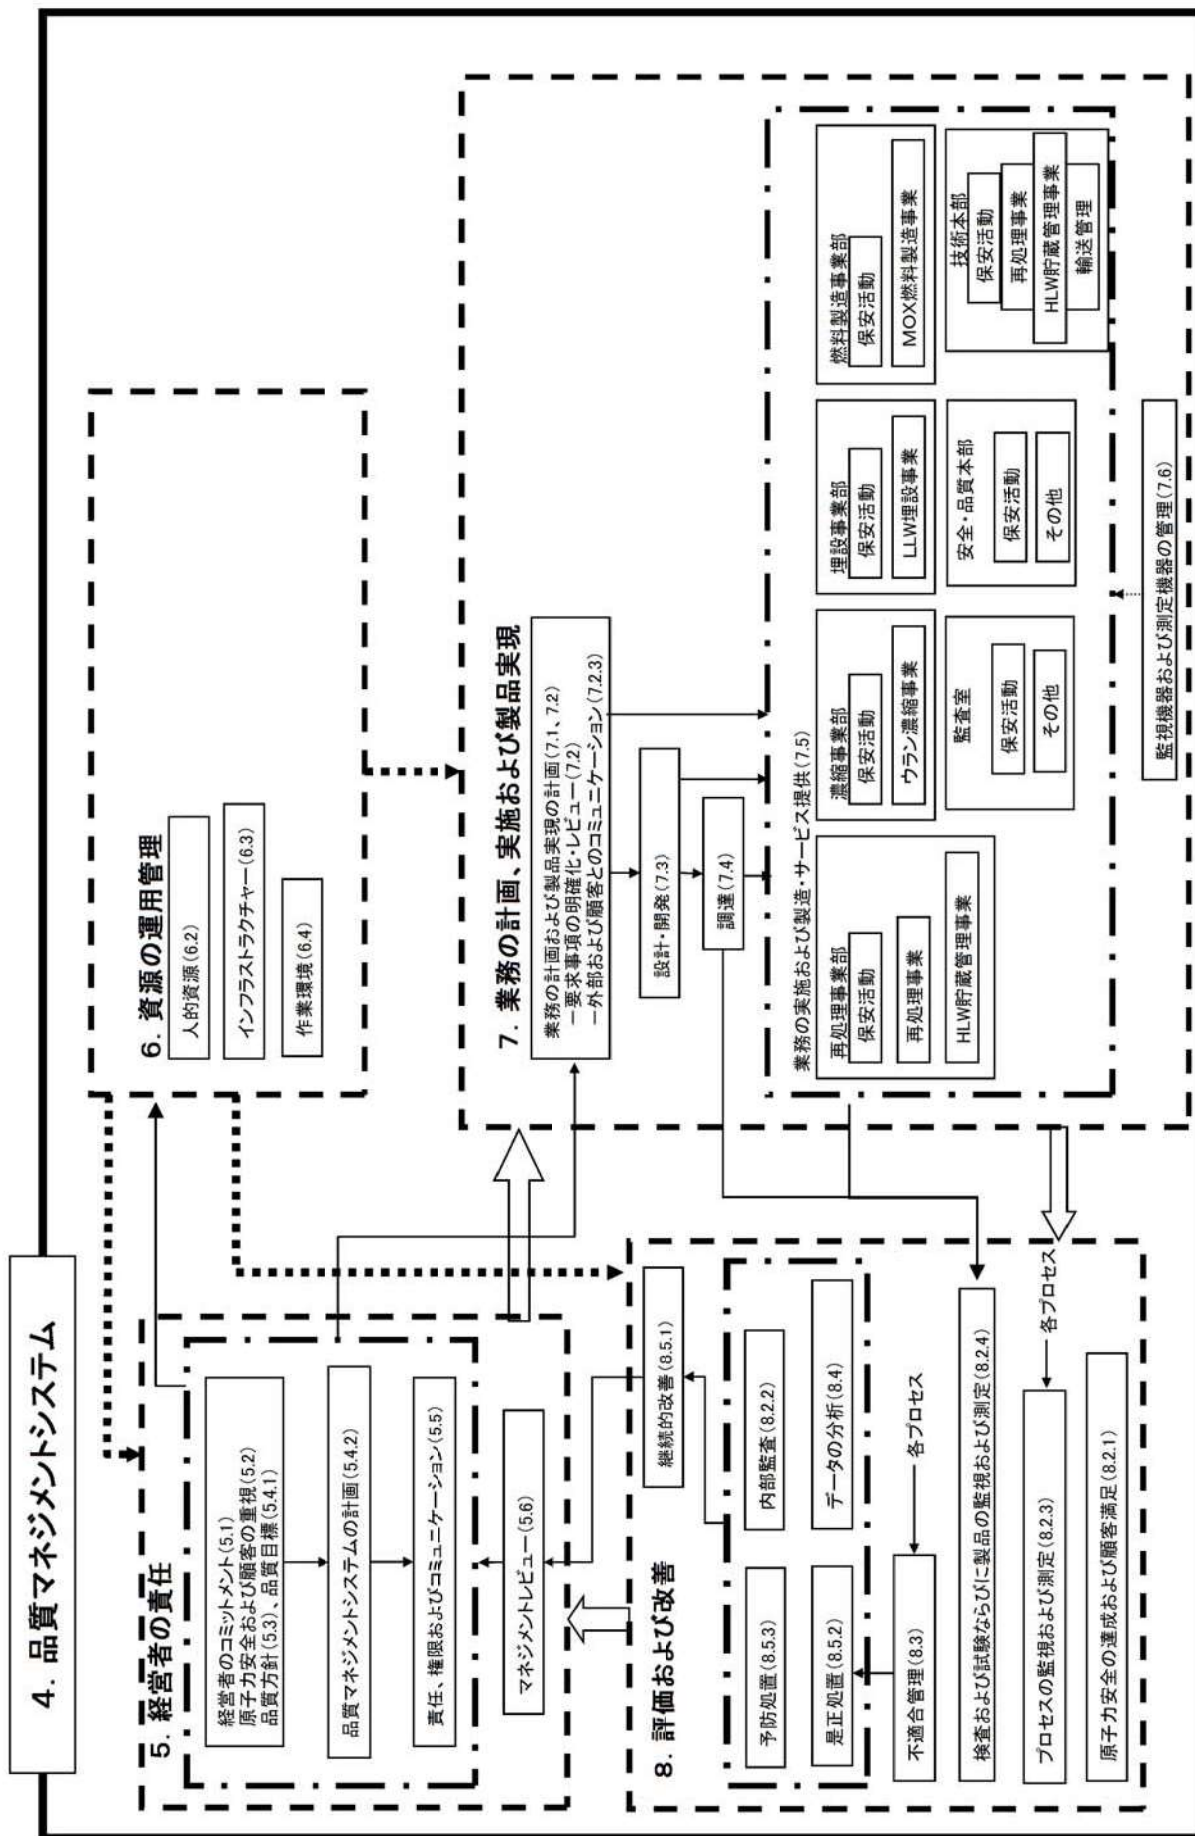 4. 品質マネジメントシステム
5. 経営者の責任
経営者のコミットメント(5.1)
原子力安全および顧客の重視(5.2)
品質方針(5.3)、品質目標(5.4.1)
品質マネジメントシステムの計画(5.4.2)
責任、権限およびコミュニケーション(5.5)
マネジメントレビュー(5.6)
6. 資源の運用管理
人的資源(6.2)
インフラストラクチャー(6.3)
作業環境(6.4)
7. 業務の計画、実施および製品実現
業務の計画および製品実現の計画(7.1、7.2)
ー要求事項の明確化・レビュー(7.2)
ー外部および顧客とのコミュニケーション(7.2.3)
設計・開発(7.3)
調達(7.4)
業務の実施および製造・サービス提供(7.5)
再処理事業部
保安活動
再処理事業
HLW貯蔵管理事業
濃縮事業部
保安活動
ウラン濃縮事業
埋設事業部
保安活動
LLW埋設事業
燃料製造事業部
保安活動
MOX燃料製造事業
監査室
保安活動
その他
安全・品質本部
保安活動
その他
技術本部
保安活動
再処理事業
HLW貯蔵管理事業
輸送管理
監視機器および測定機器の管理(7.6)
8. 評価および改善
継続的改善(8.5.1)
予防処置(8.5.3)
内部監査(8.2.2)
是正処置(8.5.2)
データの分析(8.4)
不適合管理(8.3)
各プロセス
検査および試験ならびに製品の監視および測定(8.2.4)
プロセスの監視および測定(8.2.3)
各プロセス
原子力安全の達成および顧客満足(8.2.1)